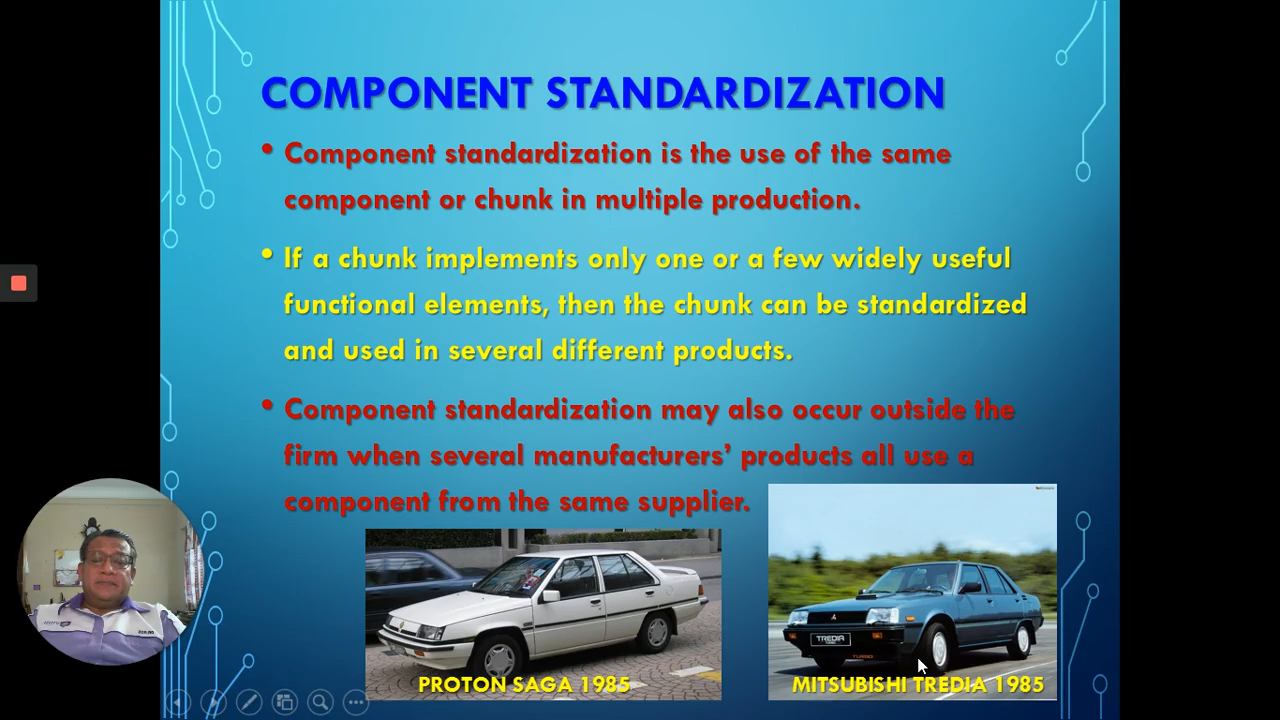 COMPONENT STANDARDIZATION
• Component standardization is the use of the same
component or chunk in multiple production.
• If a chunk implements only one or a few widely useful
functional elements, then the chunk can be standardized
and used in several different products.
• Component standardization may also occur outside the
firm when several manufacturers’ products all use a
component from the same supplier.
TREDIA
TURBO
PROTON SAGA 1985
MITSUBISHI TREDIA 1985